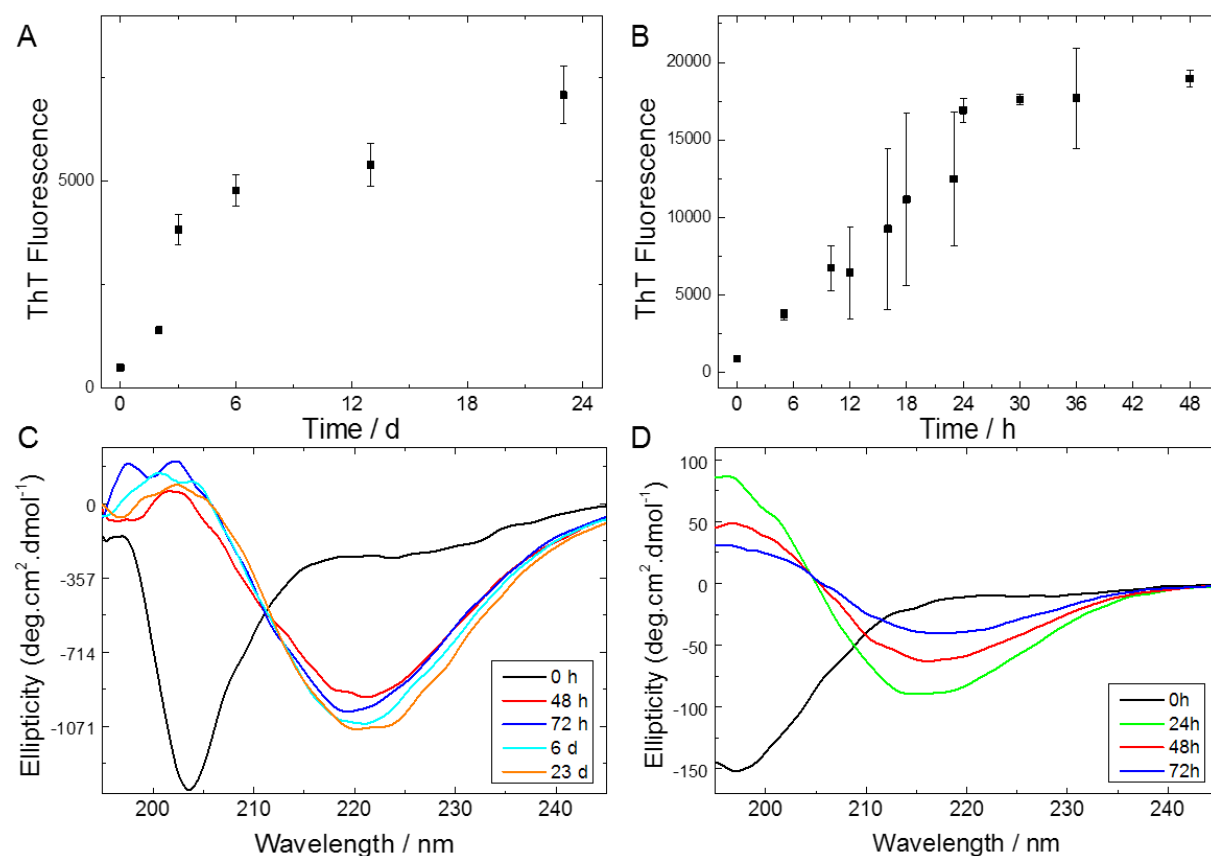 A
ThT Fluorescence
5000
0
0 6 12 18 24
Time / d
B
ThT Fluorescence
20000
15000
10000
5000
0
0 6 12 18 24 30 36 42 48
Time / h
C
Ellipticity (deg.cm².dmol⁻¹)
0
-357
-714
-1071
200 210 220 230 240
Wavelength / nm
0 h
48 h
72 h
6 d
23 d
D
Ellipticity (deg.cm².dmol⁻¹)
100
50
0
-50
-100
-150
200 210 220 230 240
Wavelength / nm
0h
24h
48h
72h